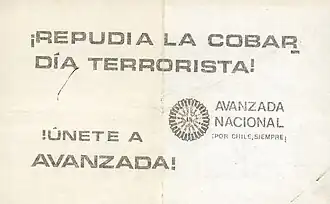 ¡REPUDIA LA COBAR
DÍA TERRORISTA!
!ÚNETE A
AVANZADA!
AVANZADA
NACIONAL
¡POR CHILE, SIEMPRE¡